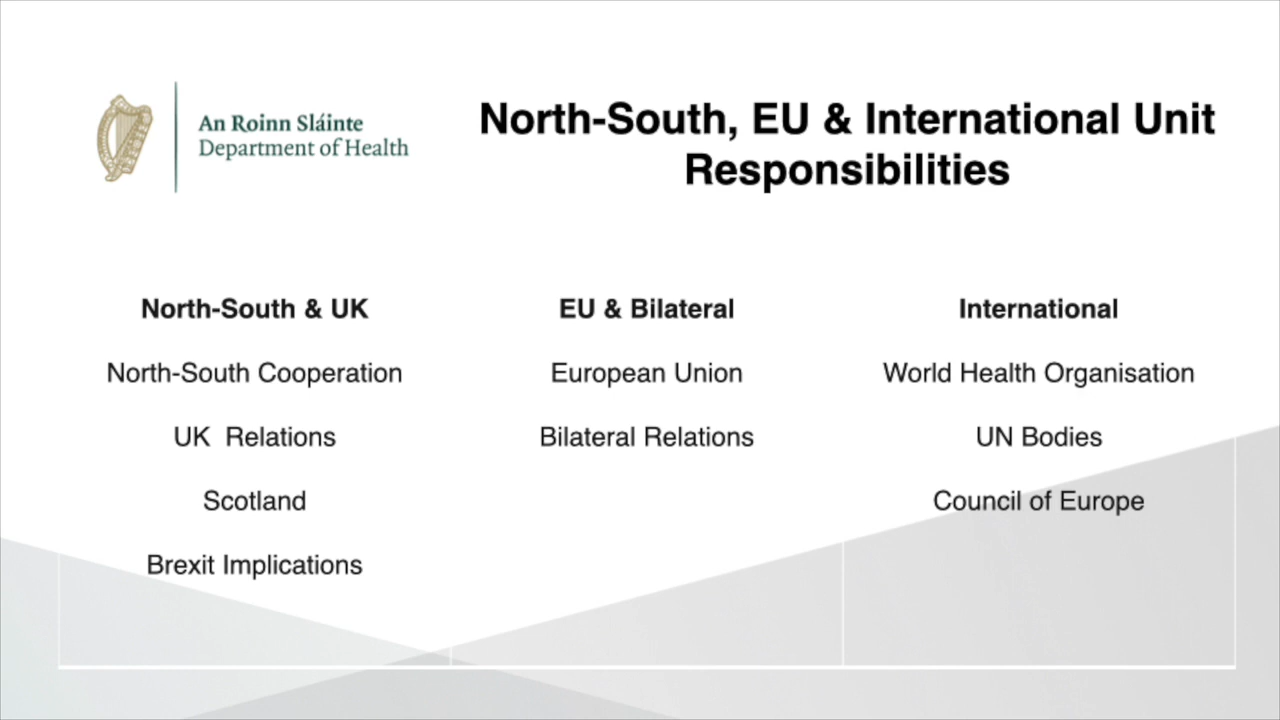 An Roinn Sláinte
Department of Health
North-South, EU & International Unit
Responsibilities
North-South & UK
EU & Bilateral
International
North-South Cooperation
European Union
World Health Organisation
UK Relations
Bilateral Relations
UN Bodies
Scotland
Council of Europe
Brexit Implications